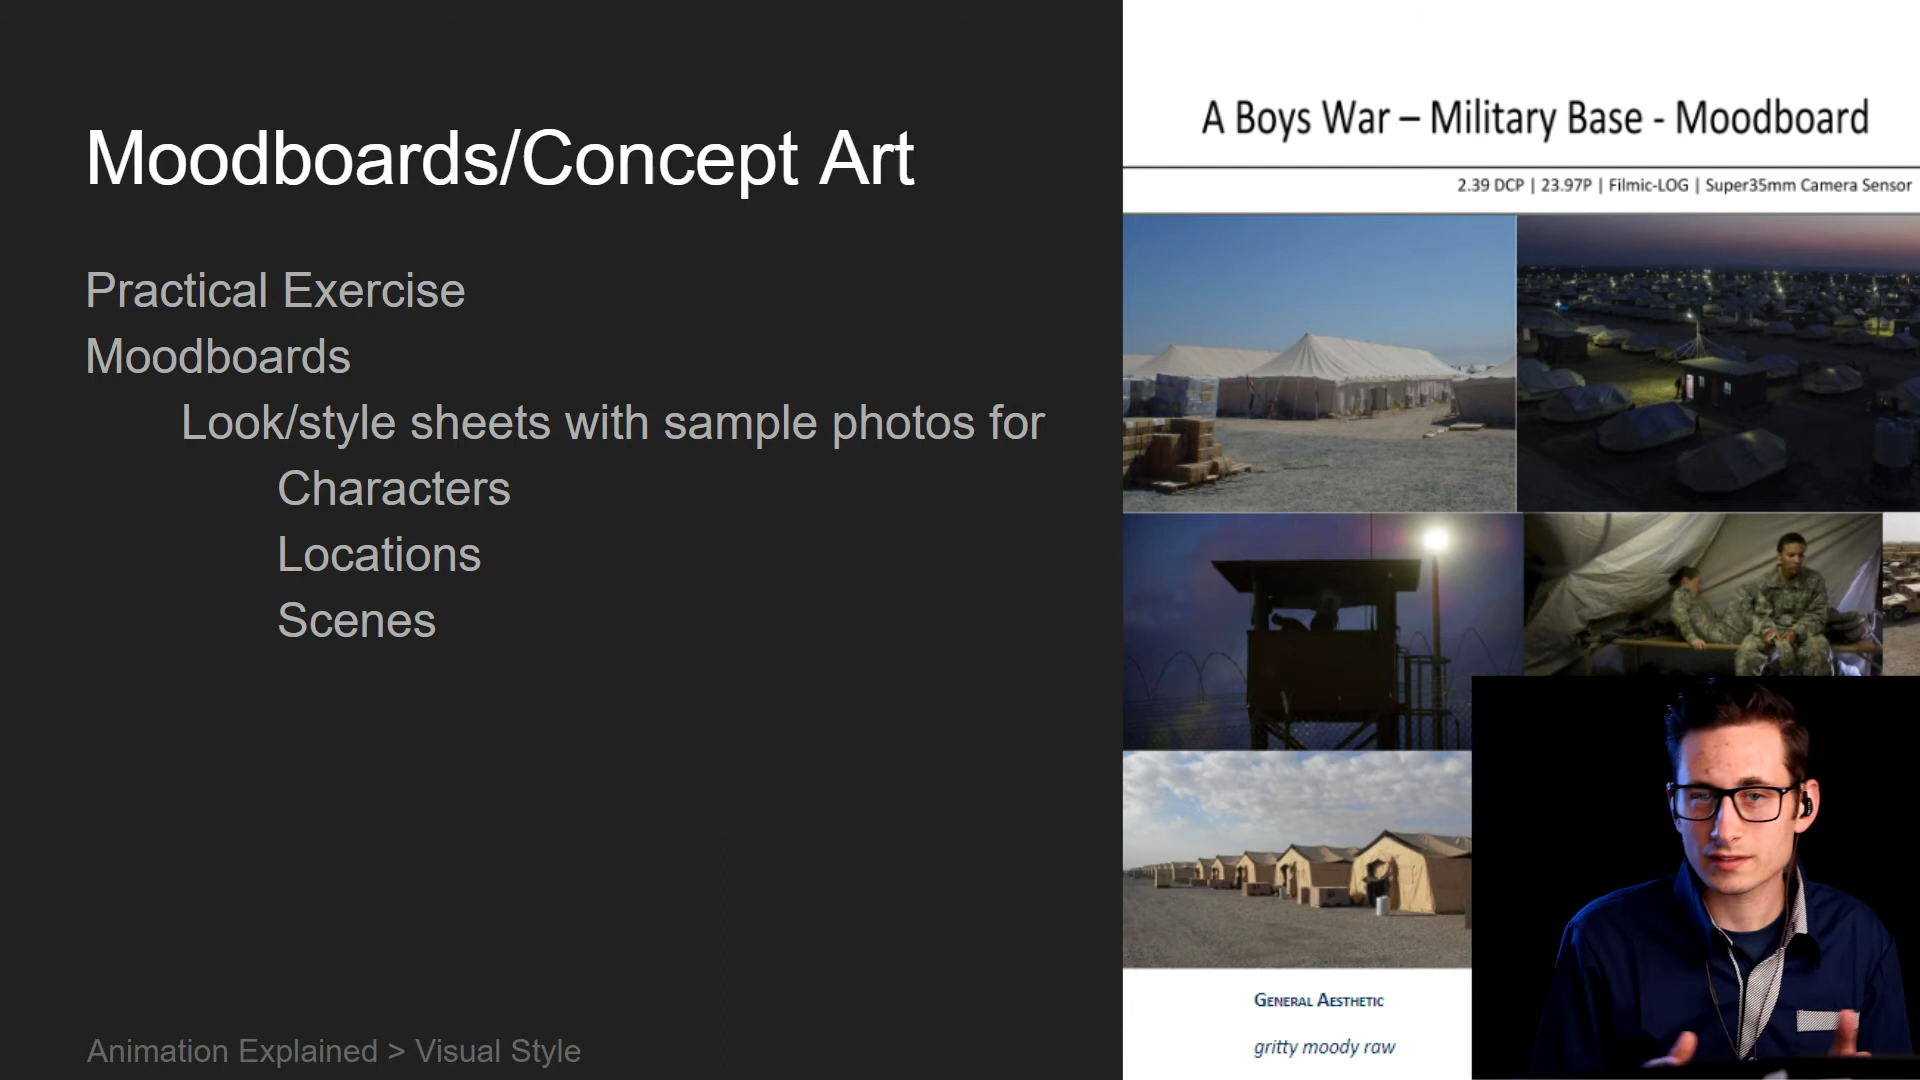 Moodboards/Concept Art
Practical Exercise
Moodboards
Look/style sheets with sample photos for
Characters
Locations
Scenes
Animation Explained > Visual Style
A Boys War – Military Base - Moodboard
2.39 DCP | 23.97P | Filmic-LOG | Super35mm Camera Sensor
General Aesthetic
gritty moody raw